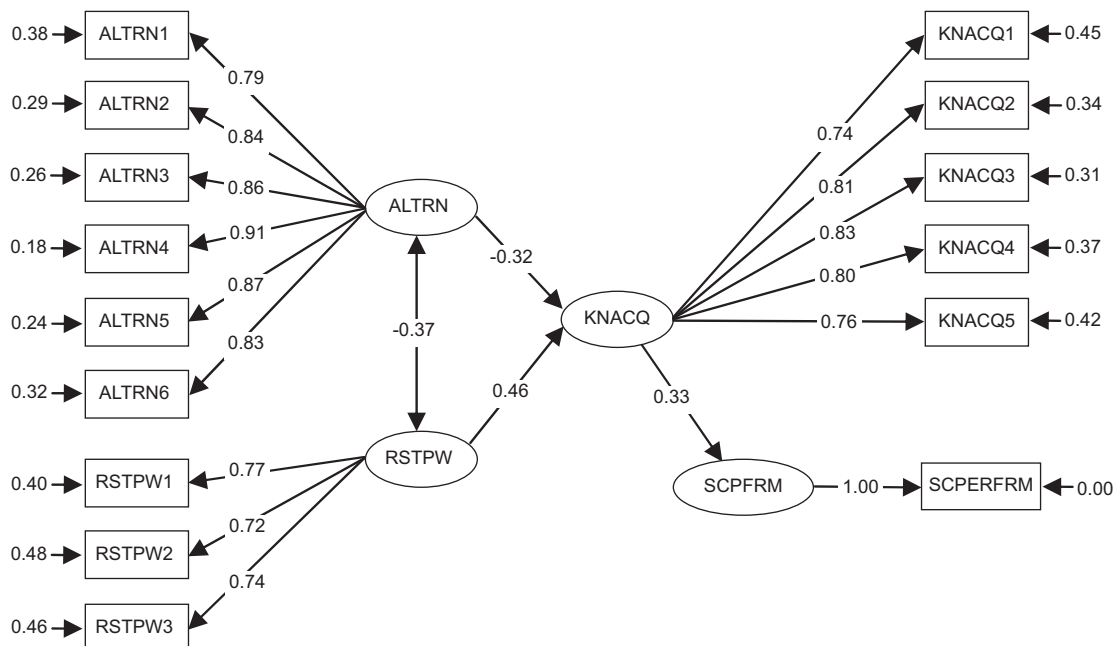 0.38 ALTRN1
0.29 ALTRN2
0.26 ALTRN3
0.18 ALTRN4
0.24 ALTRN5
0.32 ALTRN6
0.40 RSTPW1
0.48 RSTPW2
0.46 RSTPW3
0.79
0.84
0.86
0.91
0.87
0.83
0.77
0.72
0.74
ALTRN
-0.37
RSTPW
-0.32
0.46
KNACQ
0.33
SCPFRM
1.00
SCPERFRM 0.00
0.74
0.81
0.83
0.80
0.76
KNACQ1 0.45
KNACQ2 0.34
KNACQ3 0.31
KNACQ4 0.37
KNACQ5 0.42